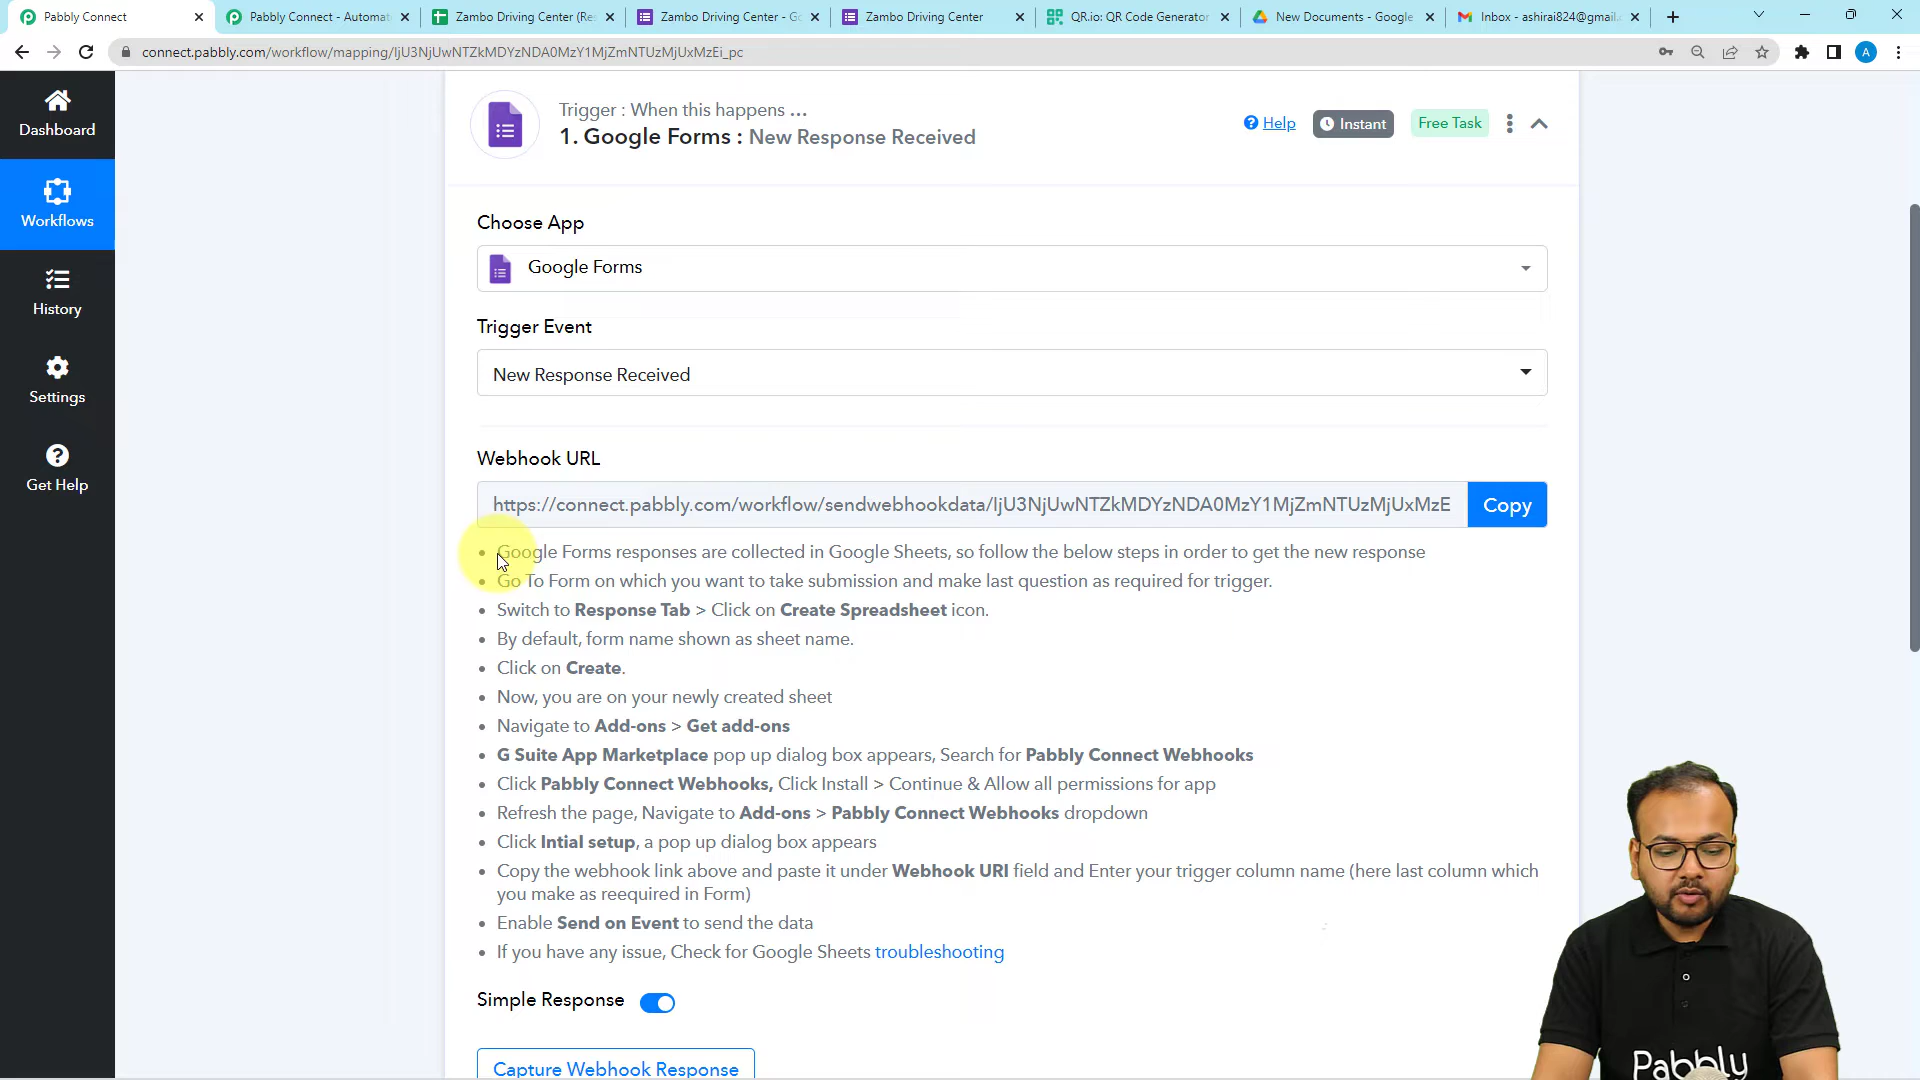 Pabbly Connect
Pabbly Connect - Automat
Zambo Driving Center (Re
Zambo Driving Center - Go
Zambo Driving Center
QR.io: QR Code Generator
New Documents - Google
Inbox - ashirai824@gmail.
connect.pabbly.com/workflow/mapping/IjU3NjUwNTZkMDYzNDA0MzY1MjZmNTUzMjUxMzEi_pc
A
Dashboard
Workflows
History
Settings
Get Help
Trigger : When this happens ...
1. Google Forms : New Response Received
Help
Instant
Free Task
Choose App
Google Forms
Trigger Event
New Response Received
Webhook URL
https://connect.pabbly.com/workflow/sendwebhookdata/IjU3NjUwNTZkMDYzNDA0MzY1MjZmNTUzMjUxMzE
Copy
Google Forms responses are collected in Google Sheets, so follow the below steps in order to get the new response
Go To Form on which you want to take submission and make last question as required for trigger.
Switch to Response Tab > Click on Create Spreadsheet icon.
By default, form name shown as sheet name.
Click on Create.
Now, you are on your newly created sheet
Navigate to Add-ons > Get add-ons
G Suite App Marketplace pop up dialog box appears, Search for Pabbly Connect Webhooks
Click Pabbly Connect Webhooks, Click Install > Continue & Allow all permissions for app
Refresh the page, Navigate to Add-ons > Pabbly Connect Webhooks dropdown
Click Intial setup, a pop up dialog box appears
Copy the webhook link above and paste it under Webhook URI field and Enter your trigger column name (here last column which
you make as reequired in Form)
Enable Send on Event to send the data
If you have any issue, Check for Google Sheets troubleshooting
Simple Response
Capture Webhook Response
Pabbly